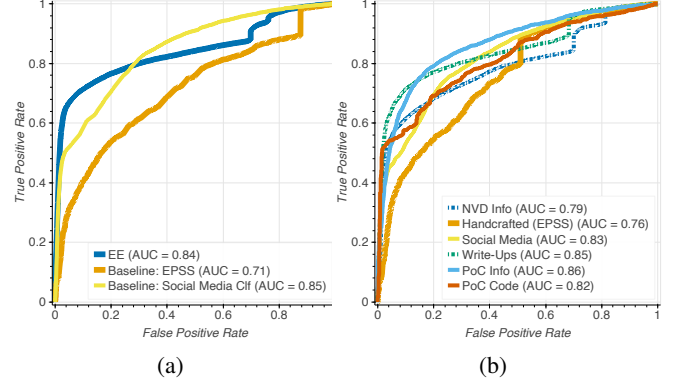 1
0.8
0.6
0.4
0.2
0
True Positive Rate
0
0.2
0.4
0.6
0.8
False Positive Rate
EE (AUC = 0.84)
Baseline: EPSS (AUC = 0.71)
Baseline: Social Media Clf (AUC = 0.85)
(a)
1
0.8
0.6
0.4
0.2
0
True Positive Rate
0
0.2
0.4
0.6
0.8
1
False Positive Rate
NVD Info (AUC = 0.79)
Handcrafted (EPSS) (AUC = 0.76)
Social Media (AUC = 0.83)
Write-Ups (AUC = 0.85)
PoC Info (AUC = 0.86)
PoC Code (AUC = 0.82)
(b)